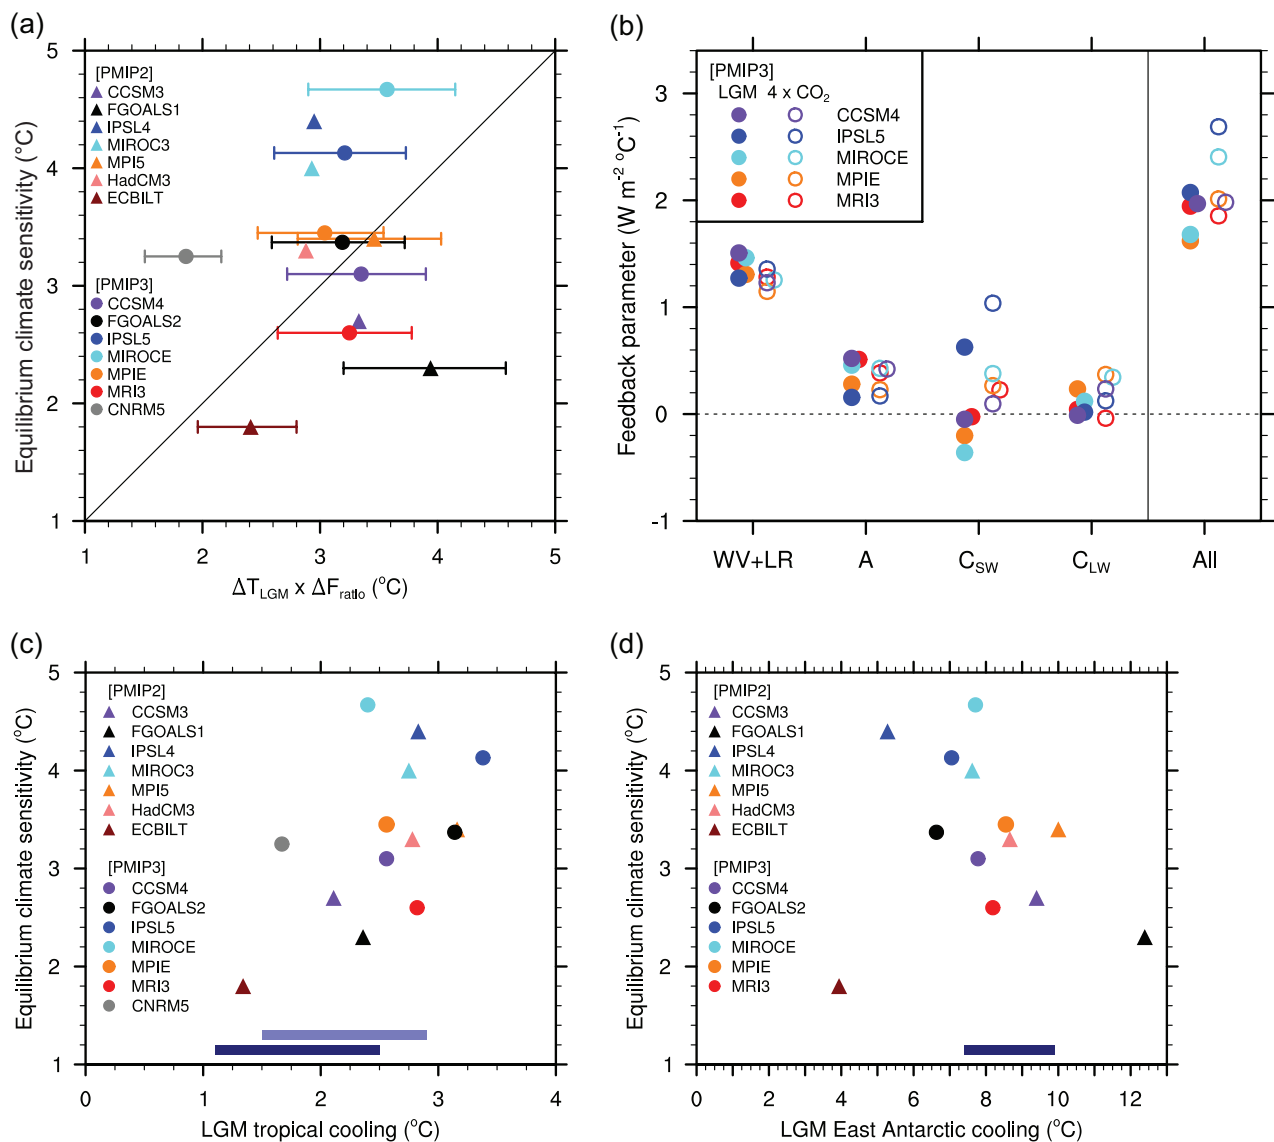 (a)
5
4
3
2
1
Equilibrium climate sensitivity (°C)
[PMIP2]
CCSM3
FGOALS1
IPSL4
MIROC3
MPI5
HadCM3
ECBILT
[PMIP3]
CCSM4
FGOALS2
IPSL5
MIROCE
MPIE
MRI3
CNRM5
1 2 3 4 5
ΔT_LGM x ΔF_ratio (°C)
(b)
3
2
1
0
-1
Feedback parameter (W m⁻² °C⁻¹)
[PMIP3]
LGM 4 x CO₂
CCSM4
IPSL5
MIROCE
MPIE
MRI3
WV+LR A C_SW C_LW All
(c)
5
4
3
2
1
Equilibrium climate sensitivity (°C)
[PMIP2]
CCSM3
FGOALS1
IPSL4
MIROC3
MPI5
HadCM3
ECBILT
[PMIP3]
CCSM4
FGOALS2
IPSL5
MIROCE
MPIE
MRI3
CNRM5
0 1 2 3 4
LGM tropical cooling (°C)
(d)
5
4
3
2
1
Equilibrium climate sensitivity (°C)
[PMIP2]
CCSM3
FGOALS1
IPSL4
MIROC3
MPI5
HadCM3
ECBILT
[PMIP3]
CCSM4
FGOALS2
IPSL5
MIROCE
MPIE
MRI3
0 2 4 6 8 10 12
LGM East Antarctic cooling (°C)